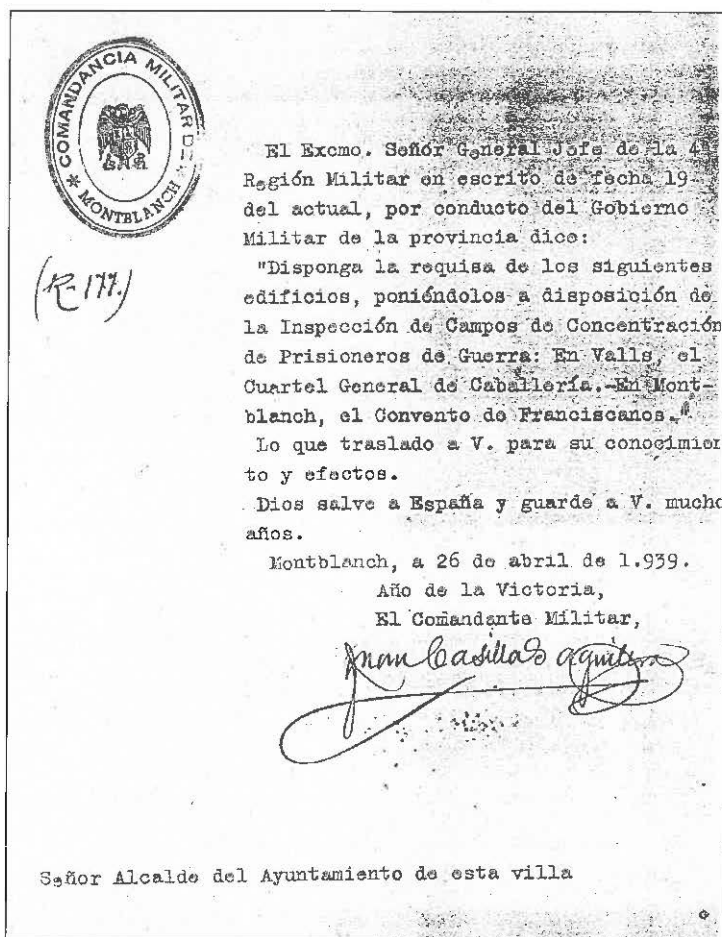 COMANDANCIA MILITAR DE
* MONTBLANCH *
(R-177.)
El Excmo. Señor General Jefe de la 4ª
Región Militar en escrito de fecha 19
del actual, por conducto del Gobierno
Militar de la provincia dice:
"Disponga la requisa de los siguientes
edificios, poniéndolos a disposición de
la Inspección de Campos de Concentración
de Prisioneros de Guerra: En Valls, el
Cuartel General de Caballería.-En Mont-
blanch, el Convento de Franciscanos."
Lo que traslado a V. para su conocimien
to y efectos.
Dios salve a España y guarde a V. mucho
años.
Montblanch, a 26 de abril de 1.939.
Año de la Victoria,
El Comandante Militar,
Juan Casillas Aguilera
Señor Alcalde del Ayuntamiento de esta villa